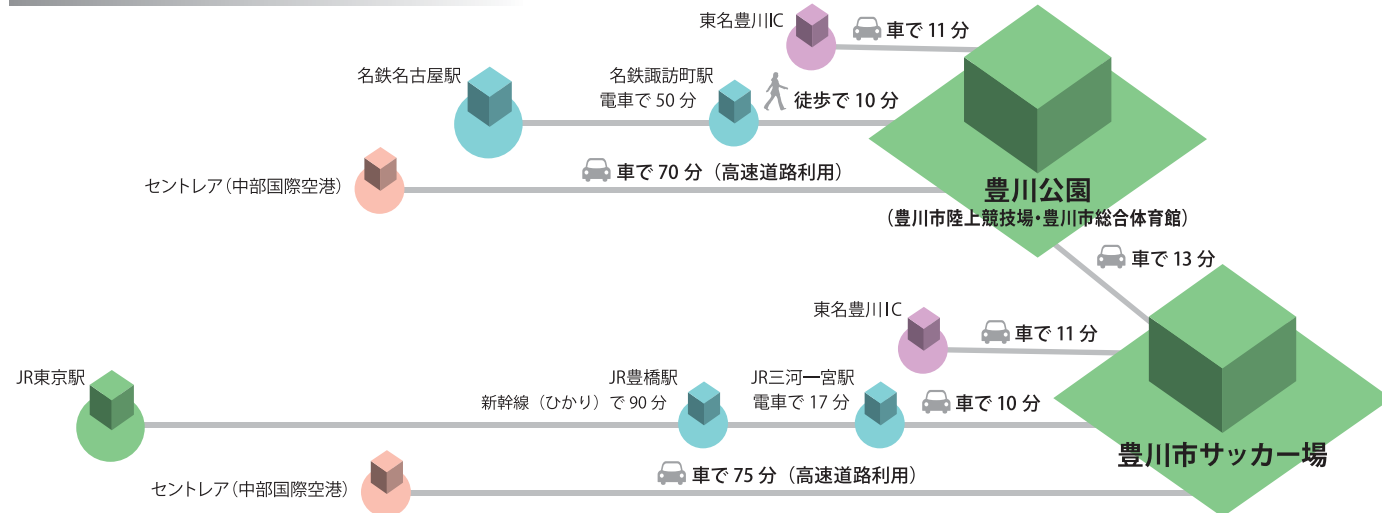 東名豊川IC
車で 11 分
名鉄名古屋駅
名鉄諏訪町駅
電車で 50 分
徒歩で 10 分
セントレア（中部国際空港）
車で 70 分（高速道路利用）
豊川公園
（豊川市陸上競技場・豊川市総合体育館）
車で 13 分
東名豊川IC
車で 11 分
JR東京駅
JR豊橋駅
新幹線（ひかり）で 90 分
JR三河一宮駅
電車で 17 分
車で 10 分
豊川市サッカー場
セントレア（中部国際空港）
車で 75 分（高速道路利用）